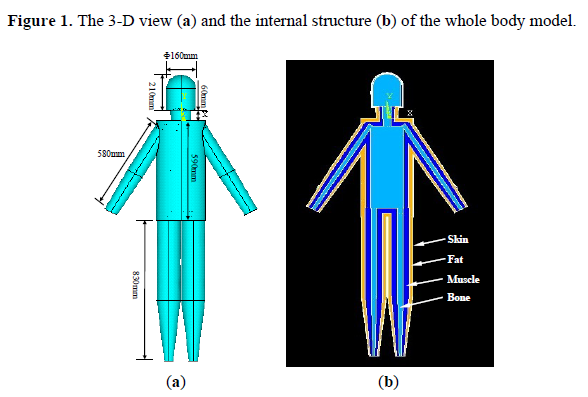 Figure 1. The 3-D view (a) and the internal structure (b) of the whole body model.
Φ160mm
210mm
60mm
X
Y
580mm
590mm
830mm
X
Y
Skin
Fat
Muscle
Bone
(a)
(b)